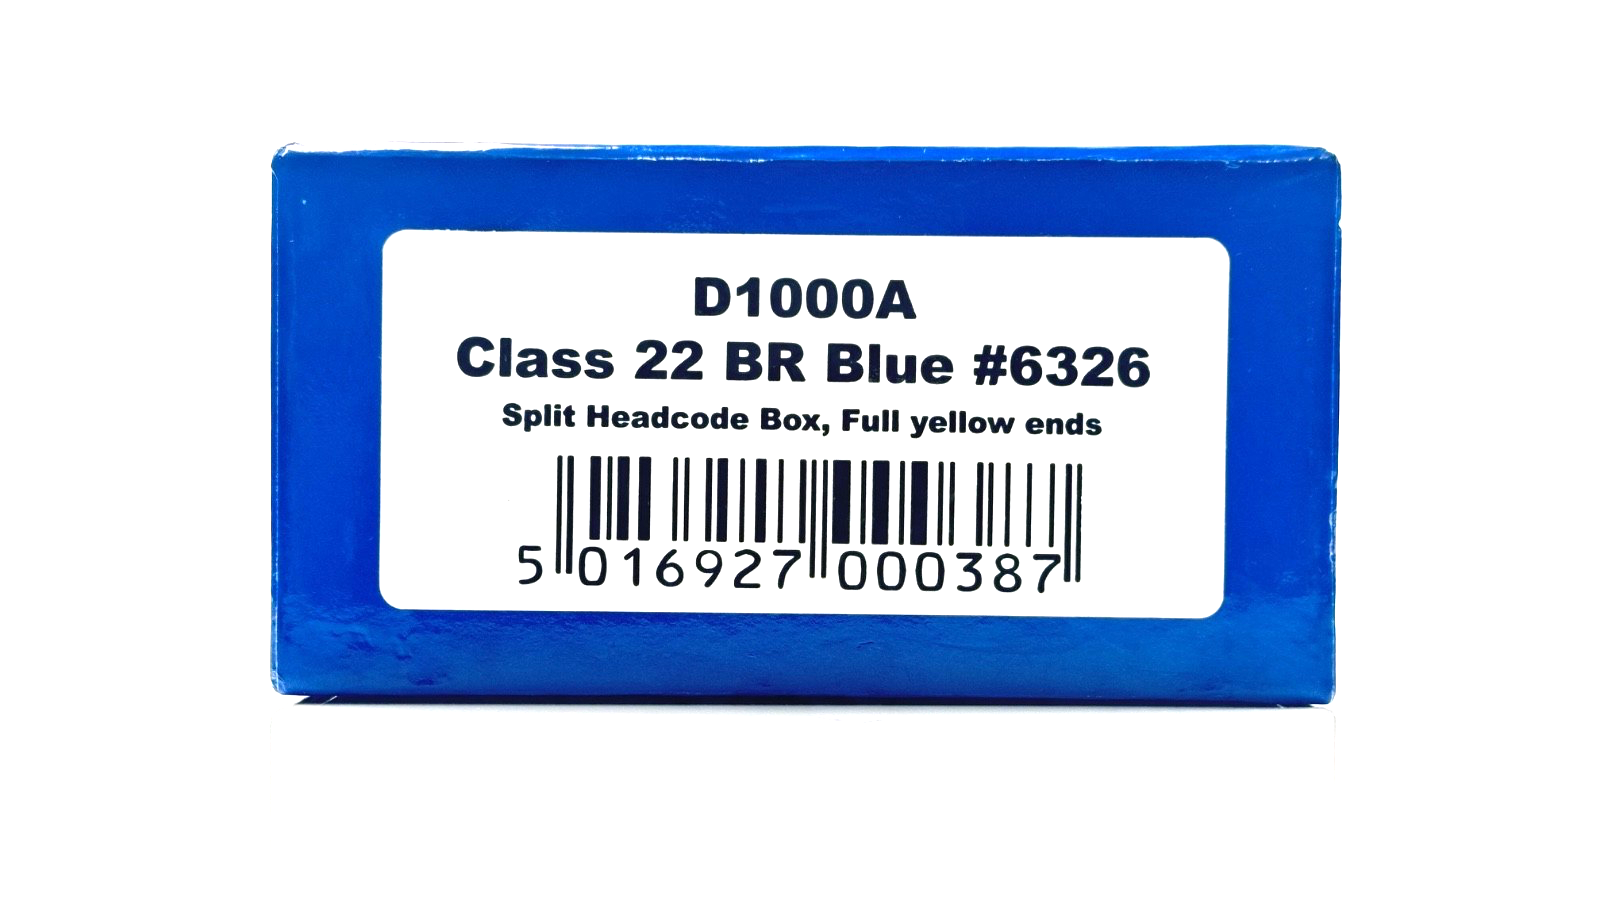 D1000A
Class 22 BR Blue #6326
Split Headcode Box, Full yellow ends
5 016927 000387